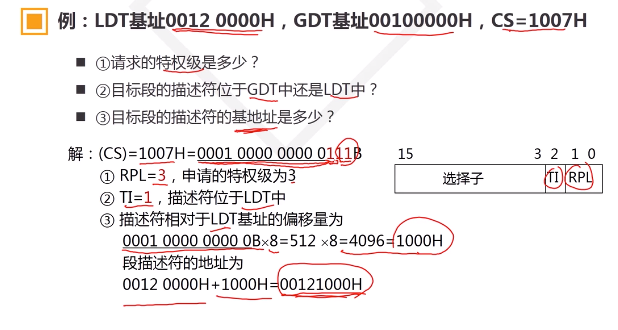 例：LDT基址0012 0000H，GDT基址00100000H，CS=1007H
■ ①请求的特权级是多少？
■ ②目标段的描述符位于GDT中还是LDT中？
■ ③目标段的描述符的基地址是多少？
解：(CS)=1007H=0001 0000 0000 0111B
① RPL=3，申请的特权级为3
② TI=1，描述符位于LDT中
③ 描述符相对于LDT基址的偏移量为
0001 0000 0000 0B×8=512 ×8=4096=1000H
段描述符的地址为
0012 0000H+1000H=00121000H
15 3 2 1 0
选择子 TI RPL